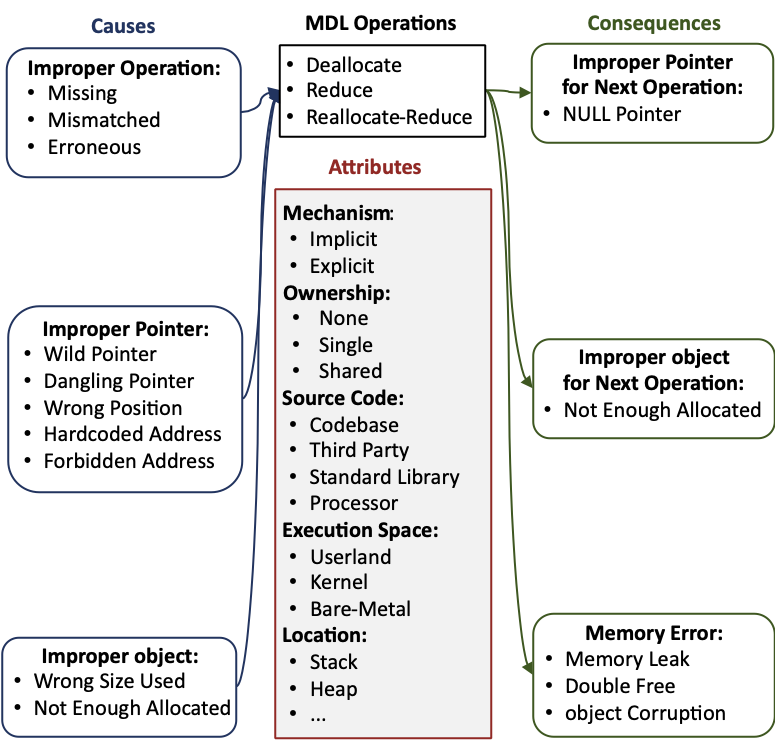 Causes
Improper Operation:
• Missing
• Mismatched
• Erroneous
Improper Pointer:
• Wild Pointer
• Dangling Pointer
• Wrong Position
• Hardcoded Address
• Forbidden Address
Improper object:
• Wrong Size Used
• Not Enough Allocated
MDL Operations
• Deallocate
• Reduce
• Reallocate-Reduce
Attributes
Mechanism:
• Implicit
• Explicit
Ownership:
• None
• Single
• Shared
Source Code:
• Codebase
• Third Party
• Standard Library
• Processor
Execution Space:
• Userland
• Kernel
• Bare-Metal
Location:
• Stack
• Heap
• ...
Consequences
Improper Pointer
for Next Operation:
• NULL Pointer
Improper object
for Next Operation:
• Not Enough Allocated
Memory Error:
• Memory Leak
• Double Free
• object Corruption